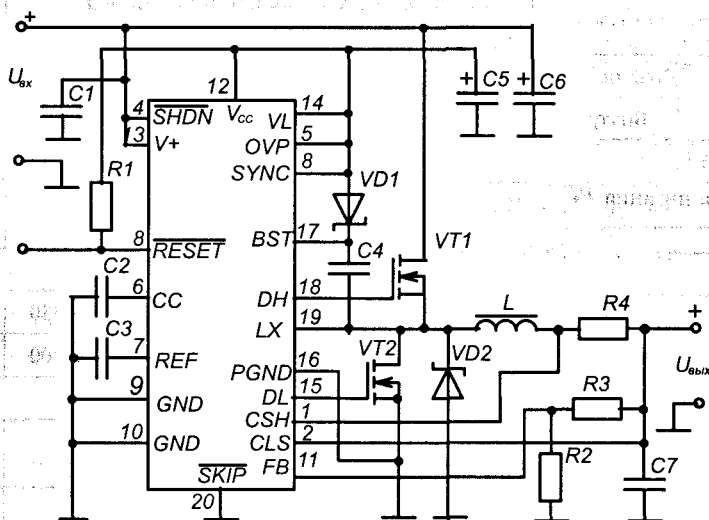 +
Uвх
C1
R1
12
Vcc
4 SHDN
13 V+
8 RESET
C2
6 CC
C3
7 REF
9 GND
10 GND
SKIP
20
VL 14
OVP 5
SYNC 8
BST 17
DH 18
LX 19
PGND 16
DL 15
CSH 1
CLS 2
FB 11
VD1
C4
VT1
VT2
VD2
L
R4
R3
R2
C7
+ C5
+ C6
+
Uвых